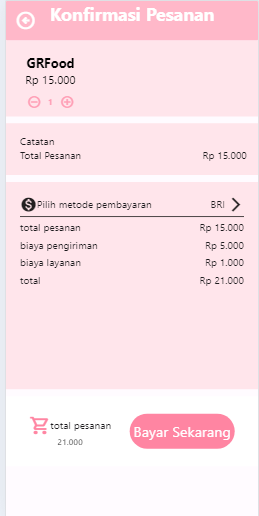 Konfirmasi Pesanan
GRFood
Rp 15.000
1
Catatan
Total Pesanan Rp 15.000
Pilih metode pembayaran BRI
total pesanan Rp 15.000
biaya pengiriman Rp 5.000
biaya layanan Rp 1.000
total Rp 21.000
total pesanan
21.000
Bayar Sekarang